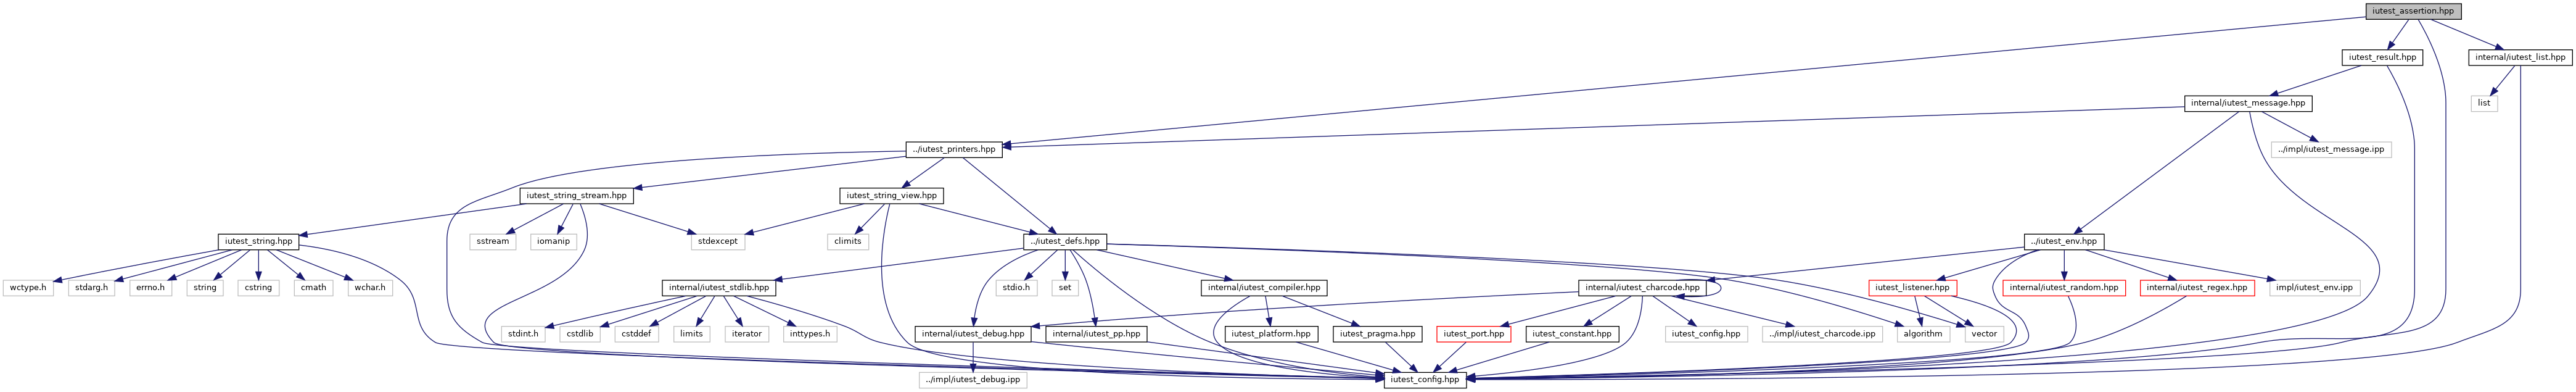 iutest_assertion.hpp
iutest_result.hpp
internal/iutest_list.hpp
internal/iutest_message.hpp
list
../iutest_printers.hpp
../impl/iutest_message.ipp
iutest_string_stream.hpp
iutest_string_view.hpp
iutest_string.hpp
sstream
iomanip
stdexcept
climits
../iutest_defs.hpp
../iutest_env.hpp
wctype.h
stdarg.h
errno.h
string
cstring
cmath
wchar.h
internal/iutest_stdlib.hpp
stdio.h
set
internal/iutest_compiler.hpp
internal/iutest_charcode.hpp
iutest_listener.hpp
internal/iutest_random.hpp
internal/iutest_regex.hpp
impl/iutest_env.ipp
stdint.h
cstdlib
cstddef
limits
iterator
inttypes.h
internal/iutest_debug.hpp
internal/iutest_pp.hpp
iutest_platform.hpp
iutest_pragma.hpp
iutest_port.hpp
iutest_constant.hpp
iutest_config.hpp
../impl/iutest_charcode.ipp
algorithm
vector
../impl/iutest_debug.ipp
iutest_config.hpp